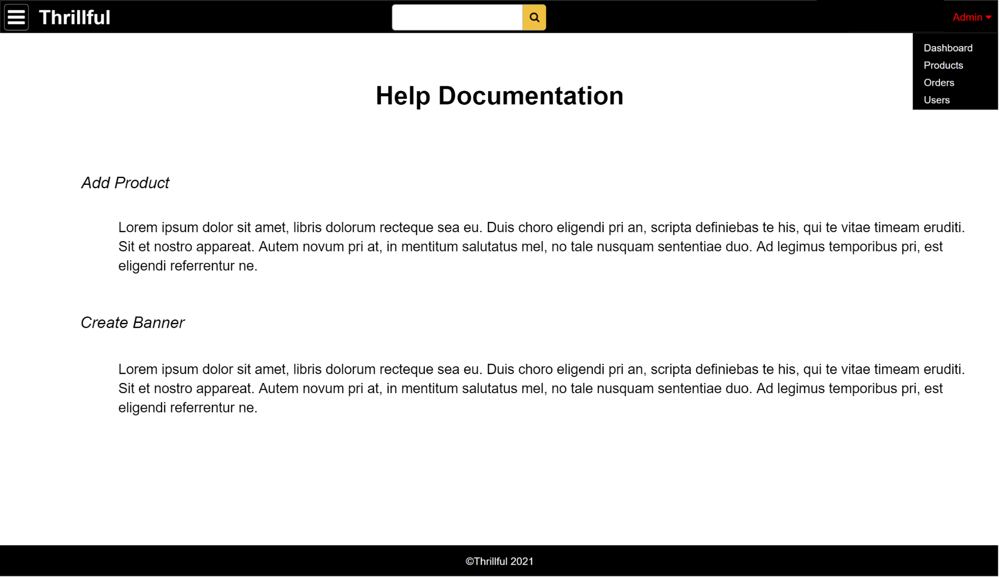 Thrillful
Admin
Dashboard
Products
Orders
Users
Help Documentation
Add Product
Lorem ipsum dolor sit amet, libris dolorum recteque sea eu. Duis choro eligendi pri an, scripta definiebas te his, qui te vitae timeam eruditi.
Sit et nostro appareat. Autem novum pri at, in mentitum salutatus mel, no tale nusquam sententiae duo. Ad legimus temporibus pri, est
eligendi referrentur ne.
Create Banner
Lorem ipsum dolor sit amet, libris dolorum recteque sea eu. Duis choro eligendi pri an, scripta definiebas te his, qui te vitae timeam eruditi.
Sit et nostro appareat. Autem novum pri at, in mentitum salutatus mel, no tale nusquam sententiae duo. Ad legimus temporibus pri, est
eligendi referrentur ne.
©Thrillful 2021